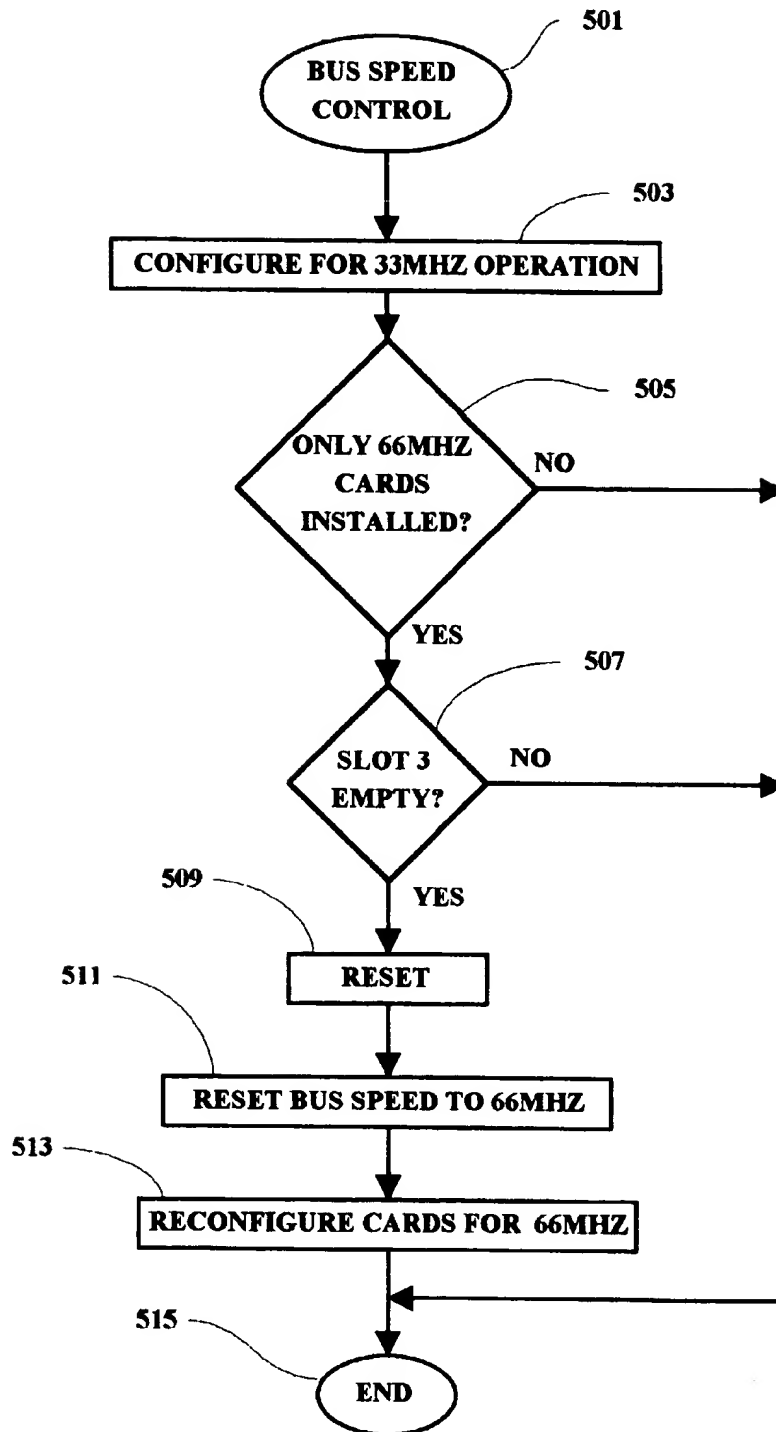 501
BUS SPEED
CONTROL
503
CONFIGURE FOR 33MHZ OPERATION
505
ONLY 66MHZ
CARDS
INSTALLED?
NO
YES
507
SLOT 3
EMPTY?
NO
YES
509
RESET
511
RESET BUS SPEED TO 66MHZ
513
RECONFIGURE CARDS FOR 66MHZ
515
END